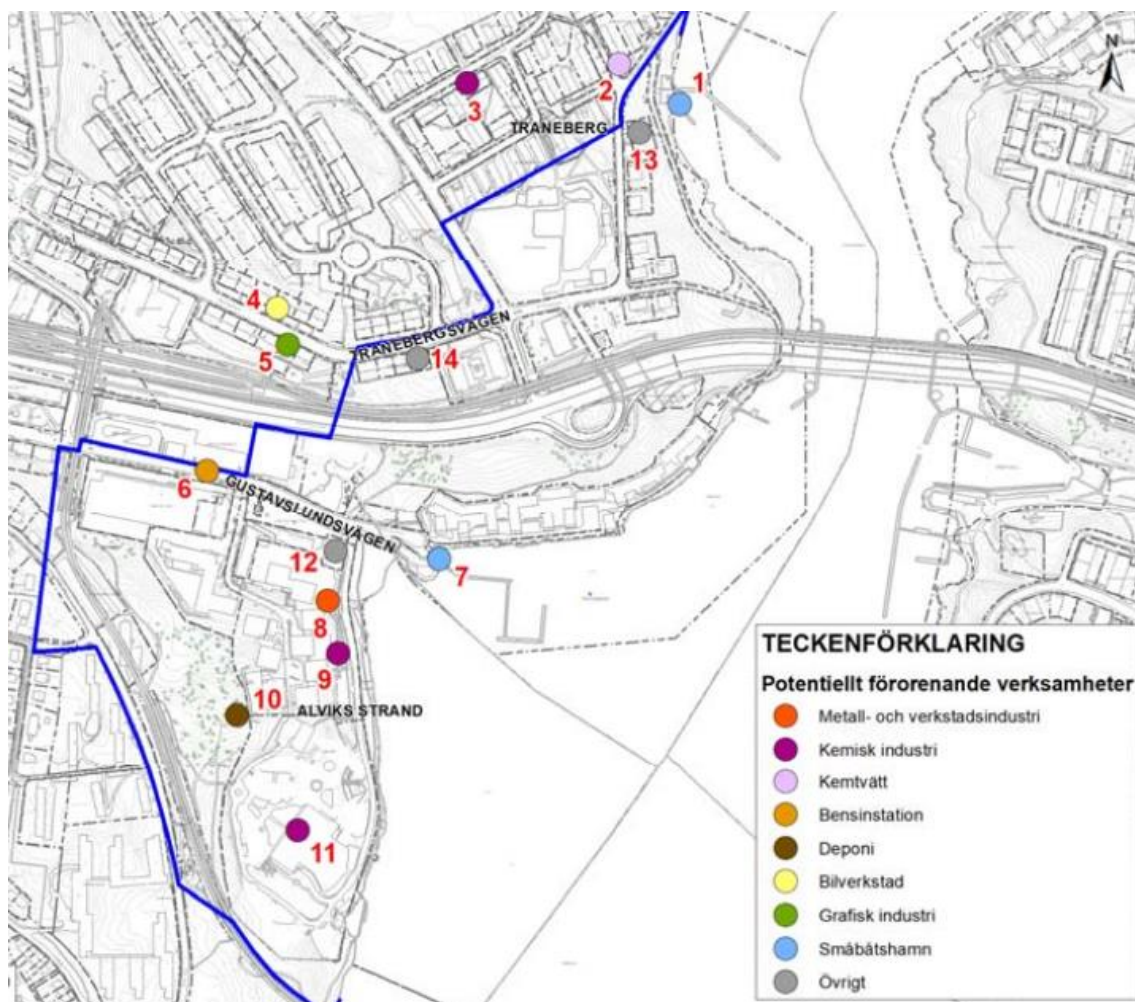 N
1
2
3
TRANEBERG
13
4
5
TRANEBERGSVÄGEN
14
6
GUSTAVSLUNDSVÄGEN
12
7
8
9
10
ALVIKS STRAND
11
TECKENFÖRKLARING
Potentiellt förorenande verksamheter
Metall- och verkstadsindustri
Kemisk industri
Kemtvätt
Bensinstation
Deponi
Bilverkstad
Grafisk industri
Småbåtshamn
Övrigt